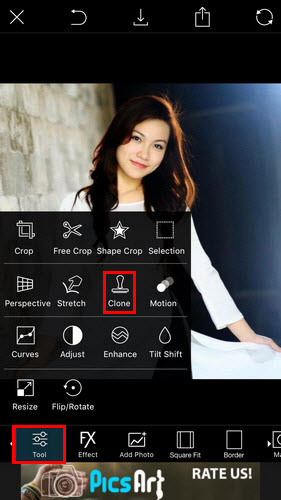 Crop Free Crop Shape Crop Selection
Perspective Stretch Clone Motion
Curves Adjust Enhance Tilt Shift
Resize Flip/Rotate
Tool Effect Add Photo Square Fit Border Ma
FX
PicsArt RATE US!